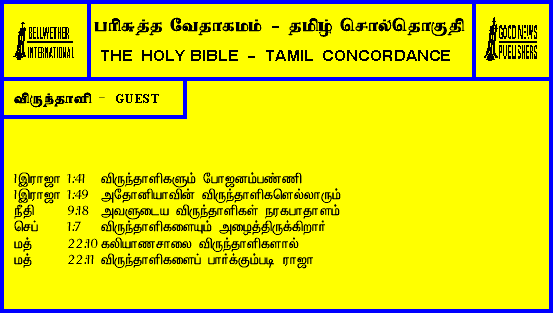 BELLWETHER
INTERNATIONAL
பரிசுத்த வேதாகமம் - தமிழ் சொல்தொகுதி
THE HOLY BIBLE - TAMIL CONCORDANCE
GOOD NEWS
PUBLISHERS
விருந்தாளி - GUEST
1இராஜா 1:41 விருந்தாளிகளும் போஜனம்பண்ணி
1இராஜா 1:49 அதோனியாவின் விருந்தாளிகளெல்லாரும்
நீதி 9:18 அவளுடைய விருந்தாளிகள் நரகபாதாளம்
செப் 1:7 விருந்தாளிகளையும் அழைத்திருக்கிறார்
மத் 22:10 கலியாணசாலை விருந்தாளிகளால்
மத் 22:11 விருந்தாளிகளைப் பார்க்கும்படி ராஜா